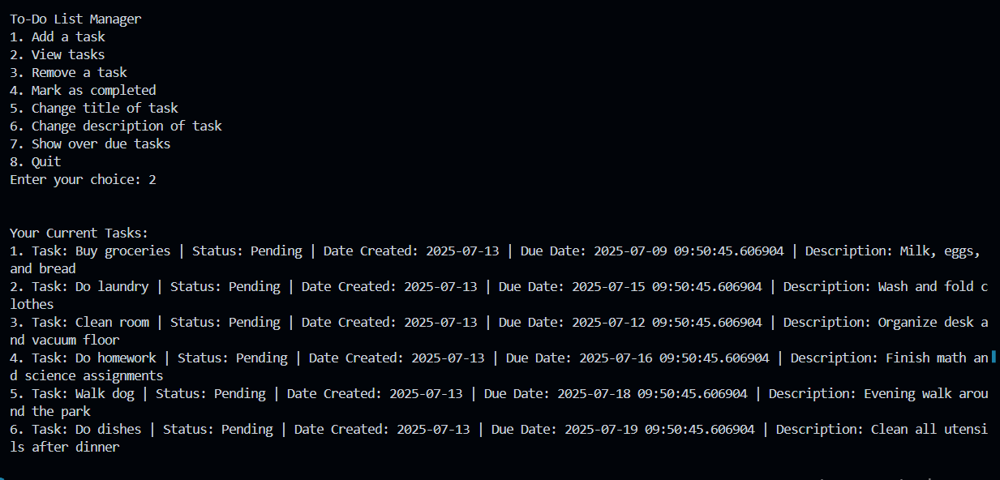 To-Do List Manager
1. Add a task
2. View tasks
3. Remove a task
4. Mark as completed
5. Change title of task
6. Change description of task
7. Show over due tasks
8. Quit
Enter your choice: 2
Your Current Tasks:
1. Task: Buy groceries | Status: Pending | Date Created: 2025-07-13 | Due Date: 2025-07-09 09:50:45.606904 | Description: Milk, eggs,
and bread
2. Task: Do laundry | Status: Pending | Date Created: 2025-07-13 | Due Date: 2025-07-15 09:50:45.606904 | Description: Wash and fold c
lothes
3. Task: Clean room | Status: Pending | Date Created: 2025-07-13 | Due Date: 2025-07-12 09:50:45.606904 | Description: Organize desk a
nd vacuum floor
4. Task: Do homework | Status: Pending | Date Created: 2025-07-13 | Due Date: 2025-07-16 09:50:45.606904 | Description: Finish math an
d science assignments
5. Task: Walk dog | Status: Pending | Date Created: 2025-07-13 | Due Date: 2025-07-18 09:50:45.606904 | Description: Evening walk arou
nd the park
6. Task: Do dishes | Status: Pending | Date Created: 2025-07-13 | Due Date: 2025-07-19 09:50:45.606904 | Description: Clean all utensi
ls after dinner